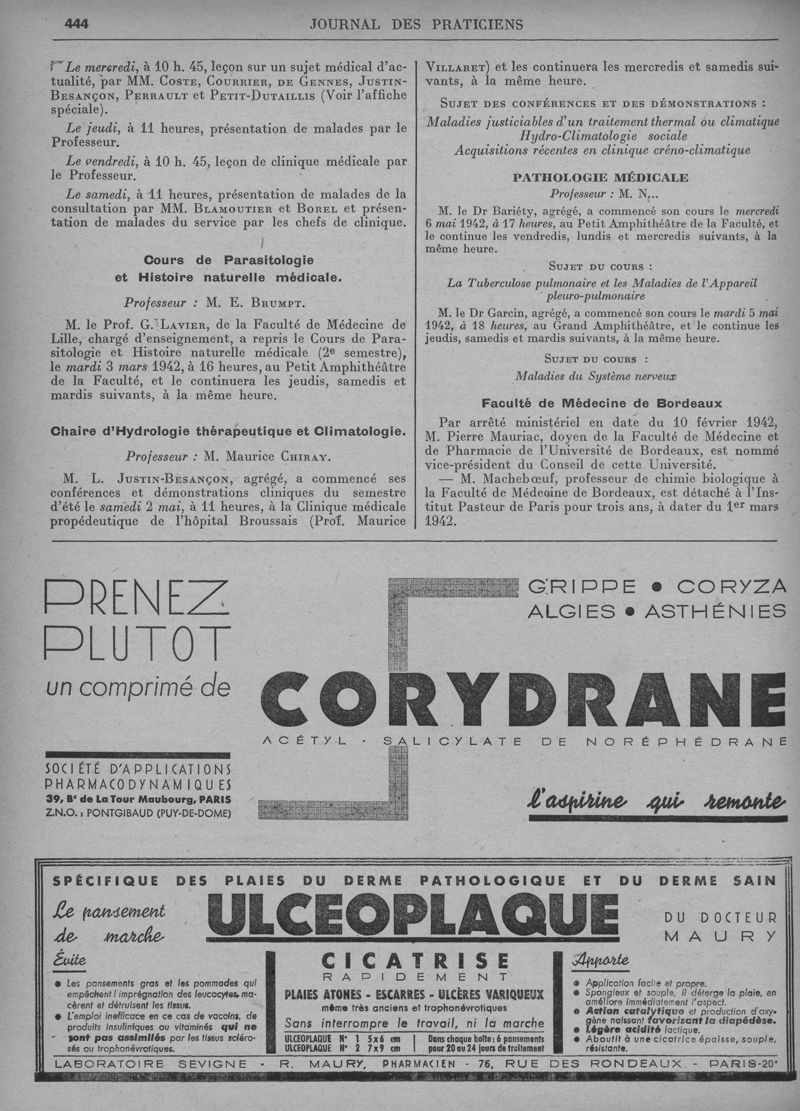 444
JOURNAL DES PRATICIENS
Le mercredi, à 10 h. 45, leçon sur un sujet médical d'ac-
tualité, par MM. COSTE, COURRIER, DE GENNES, JUSTIN-
BESANÇON, PERRAULT et PETIT-DUTAILLIS (Voir l'affiche
spéciale).
Le jeudi, à 11 heures, présentation de malades par le
Professeur.
Le vendredi, à 10 h. 45, leçon de clinique médicale par
le Professeur.
Le samedi, à 11 heures, présentation de malades de la
consultation par MM. BLAMOUTIER et BOREL et présen-
tation de malades du service par les chefs de clinique.
Cours de Parasitologie
et Histoire naturelle médicale.
Professeur : M. E. BRUMPT.
M. le Prof. G. LAVIER, de la Faculté de Médecine de
Lille, chargé d'enseignement, a repris le Cours de Para-
sitologie et Histoire naturelle médicale (2e semestre),
le mardi 3 mars 1942, à 16 heures, au Petit Amphithéâtre
de la Faculté, et le continuera les jeudis, samedis et
mardis suivants, à la même heure.
Chaire d'Hydrologie thérapeutique et Climatologie.
Professeur : M. Maurice CHIRAY.
M. L. JUSTIN-BESANÇON, agrégé, a commencé ses
conférences et démonstrations cliniques du semestre
d'été le samedi 2 mai, à 11 heures, à la Clinique médicale
propédeutique de l'hôpital Broussais (Prof. Maurice
VILLARET) et les continuera les mercredis et samedis sui-
vants, à la même heure.
SUJET DES CONFÉRENCES ET DES DÉMONSTRATIONS :
Maladies justiciables d'un traitement thermal ou climatique
Hydro-Climatologie sociale
Acquisitions récentes en clinique créno-climatique
PATHOLOGIE MÉDICALE
Professeur : M. N...
M. le Dr Bariéty, agrégé, a commencé son cours le mercredi
6 mai 1942, à 17 heures, au Petit Amphithéâtre de la Faculté, et
le continue les vendredis, lundis et mercredis suivants, à la
même heure.
SUJET DU COURS :
La Tuberculose pulmonaire et les Maladies de l'Appareil
pleuro-pulmonaire
M. le Dr Garcin, agrégé, a commencé son cours le mardi 5 mai
1942, à 18 heures, au Grand Amphithéâtre, et le continue les
jeudis, samedis et mardis suivants, à la même heure.
SUJET DU COURS :
Maladies du Système nerveux
Faculté de Médecine de Bordeaux
Par arrêté ministériel en date du 10 février 1942,
M. Pierre Mauriac, doyen de la Faculté de Médecine et
de Pharmacie de l'Université de Bordeaux, est nommé
vice-président du Conseil de cette Université.
— M. Machebœuf, professeur de chimie biologique à
la Faculté de Médecine de Bordeaux, est détaché à l'Ins-
titut Pasteur de Paris pour trois ans, à dater du 1er mars
1942.
PRENEZ
PLUTOT
un comprimé de
GRIPPE • CORYZA
ALGIES • ASTHÉNIES
CORYDRANE
ACÉTYL - SALICYLATE DE NORÉPHÉDRANE
SOCIÉTÉ D'APPLICATIONS
PHARMACODYNAMIQUES
39, Bd de La Tour Maubourg, PARIS
Z.N.O. : PONTGIBAUD (PUY-DE-DOME)
l'aspirine qui remonte
SPÉCIFIQUE DES PLAIES DU DERME PATHOLOGIQUE ET DU DERME SAIN
Le pansement
de marche
ULCEOPLAQUE
DU DOCTEUR
MAURY
Évite
• Les pansements gras et les pommades qui
empêchent l'imprégnation des leucocytes, ma-
cèrent et détruisent les tissus.
• L'emploi inefficace en ce cas de vaccins, de
produits insuliniques ou vitaminés qui ne
sont pas assimilés par les tissus scléro-
sés ou trophonévrotiques.
CICATRISE
RAPIDEMENT
PLAIES ATONES - ESCARRES - ULCÈRES VARIQUEUX
même très anciens et trophonévrotiques
Sans interrompre le travail, ni la marche
ULCEOPLAQUE N° 1 5x6 cm
ULCEOPLAQUE N° 2 7x9 cm
Dans chaque boîte : 6 pansements
pour 20 ou 24 jours de traitement
Apporte
• Application facile et propre.
• Spongieux et souple, il déterge la plaie, en
améliore immédiatement l'aspect.
• Action catalytique et production d'oxy-
gène naissant favorisant la diapédèse.
• Légère acidité lactique.
• Aboutit à une cicatrice épaisse, souple,
résistante.
LABORATOIRE SEVIGNE - R. MAURY, PHARMACIEN - 76, RUE DES RONDEAUX - PARIS-20e